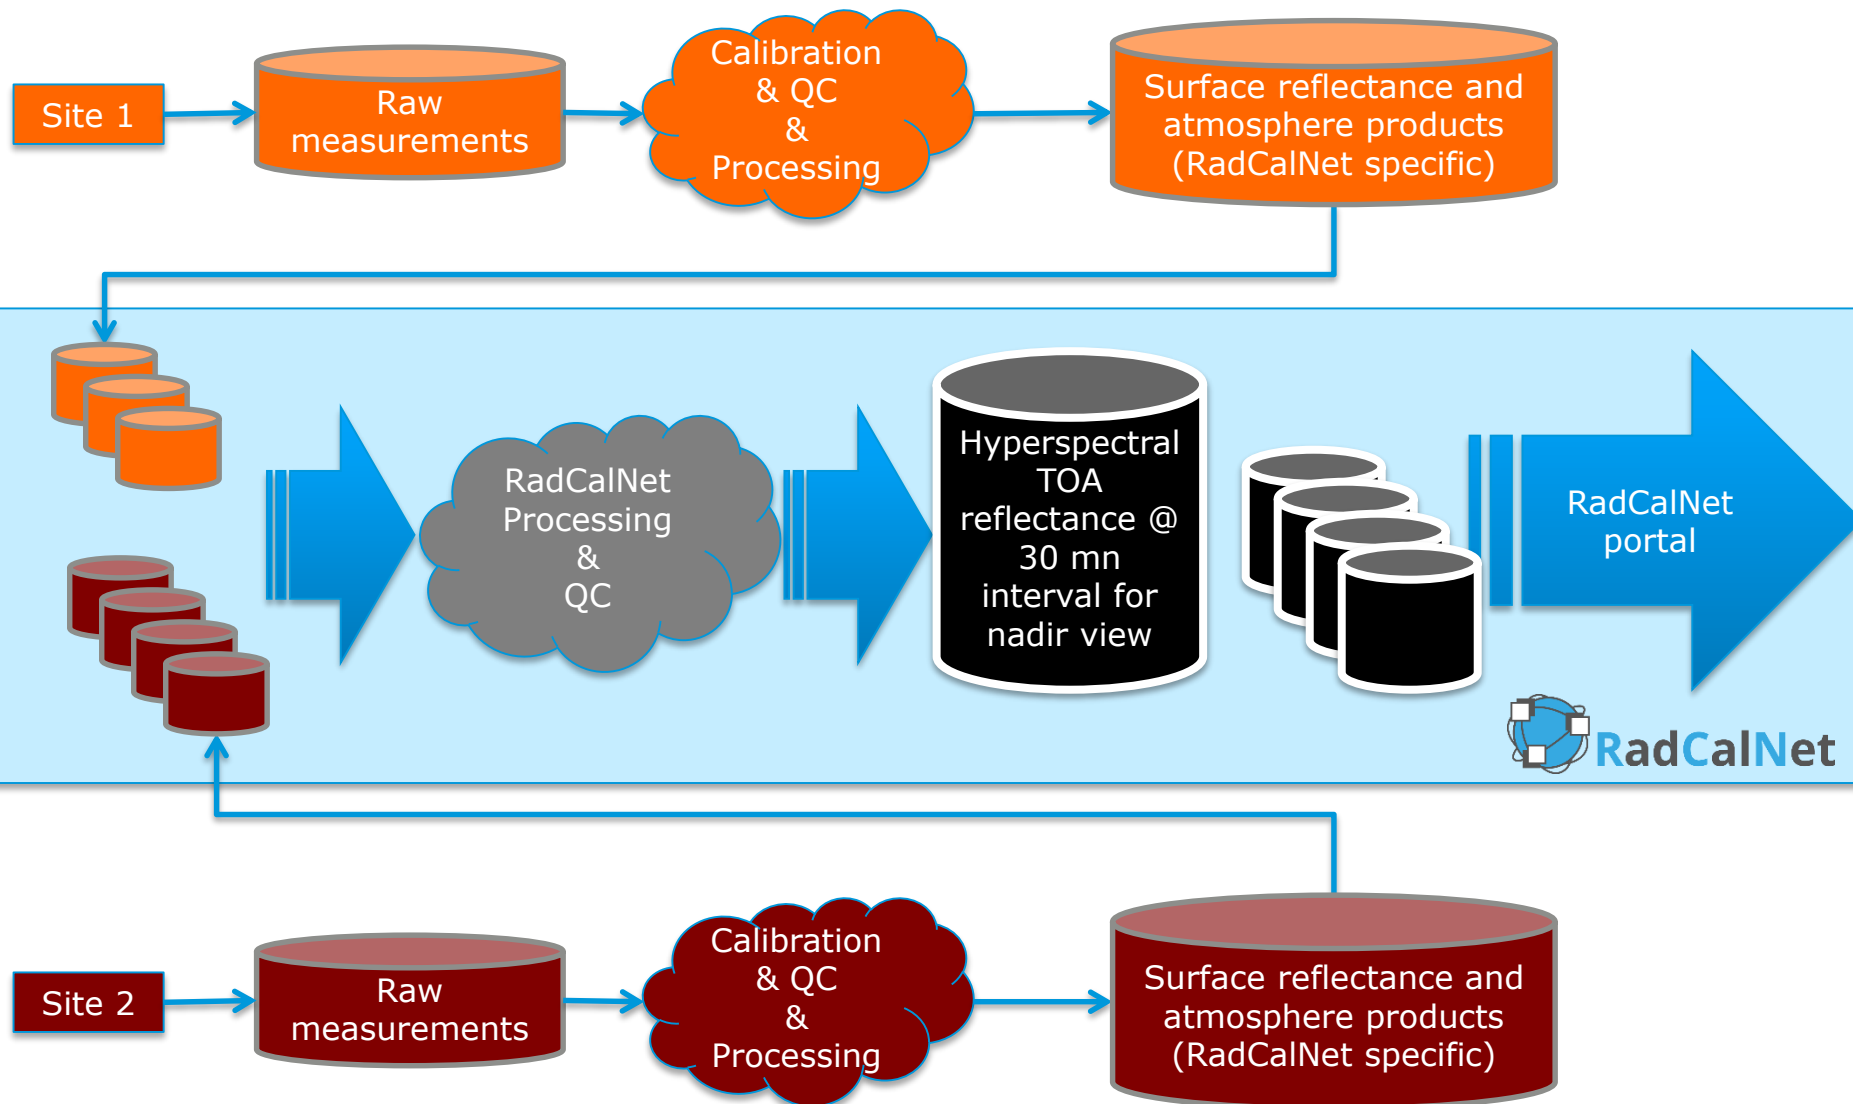 Site 1
Raw
measurements
Calibration
& QC
&
Processing
Surface reflectance and
atmosphere products
(RadCalNet specific)
RadCalNet
Processing
&
QC
Hyperspectral
TOA
reflectance @
30 mn
interval for
nadir view
RadCalNet
portal
RadCalNet
Site 2
Raw
measurements
Calibration
& QC
&
Processing
Surface reflectance and
atmosphere products
(RadCalNet specific)